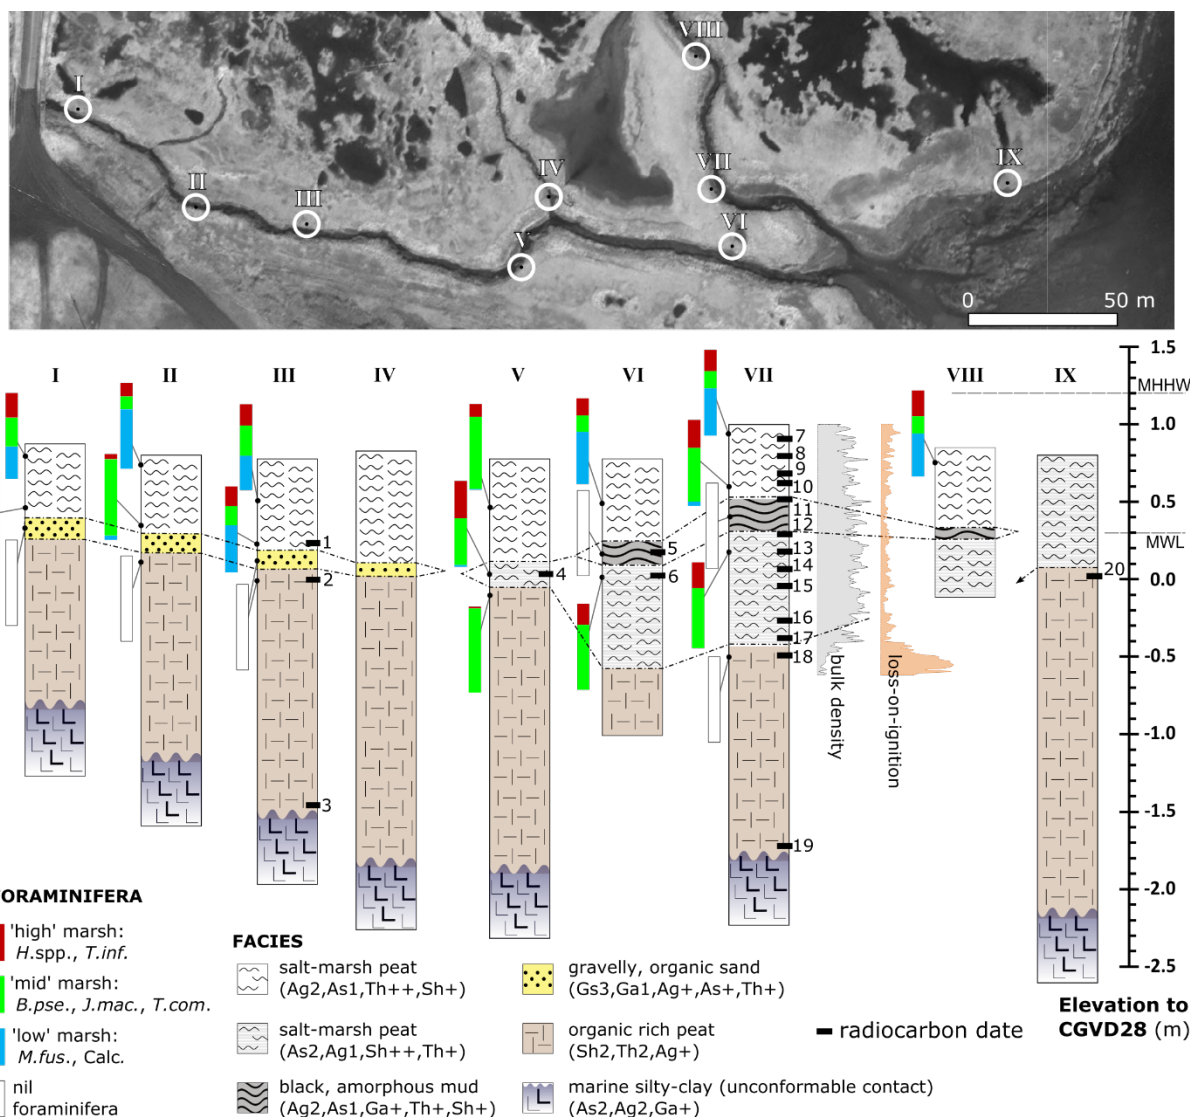 I
II
III
IV
V
VI
VII
VIII
IX
0 50 m
I II III IV V VI VII VIII IX
1.5
MHHW
1.0
0.5
MWL
0.0
-0.5
-1.0
-1.5
-2.0
-2.5
Elevation to
CGVD28 (m)
1
2
3
4
5
6
7
8
9
10
11
12
13
14
15
16
17
18
19
20
bulk density
loss-on-ignition
ORAMINIFERA
'high' marsh:
H.spp., T.inf.
'mid' marsh:
B.pse., J.mac., T.com.
'low' marsh:
M.fus., Calc.
nil
foraminifera
FACIES
salt-marsh peat
(Ag2,As1,Th++,Sh+)
salt-marsh peat
(As2,Ag1,Sh++,Th+)
black, amorphous mud
(Ag2,As1,Ga+,Th+,Sh+)
gravelly, organic sand
(Gs3,Ga1,Ag+,As+,Th+)
organic rich peat
(Sh2,Th2,Ag+)
marine silty-clay (unconformable contact)
(As2,Ag2,Ga+)
radiocarbon date